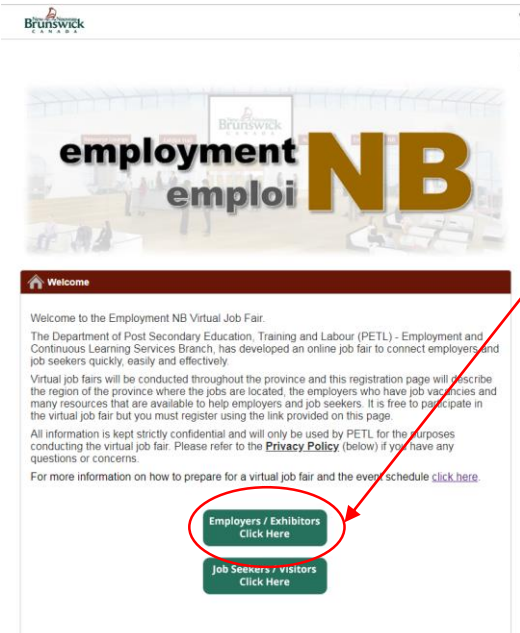 New Nouveau
Brunswick
CANADA
Brunswick
employment
emploi NB
Welcome
Welcome to the Employment NB Virtual Job Fair.
The Department of Post Secondary Education, Training and Labour (PETL) - Employment and
Continuous Learning Services Branch, has developed an online job fair to connect employers and
job seekers quickly, easily and effectively.
Virtual job fairs will be conducted throughout the province and this registration page will describe
the region of the province where the jobs are located, the employers who have job vacancies and
many resources that are available to help employers and job seekers. It is free to participate in
the virtual job fair but you must register using the link provided on this page.
All information is kept strictly confidential and will only be used by PETL for the purposes
conducting the virtual job fair. Please refer to the Privacy Policy (below) if you have any
questions or concerns.
For more information on how to prepare for a virtual job fair and the event schedule click here.
Employers / Exhibitors
Click Here
Job Seekers / Visitors
Click Here